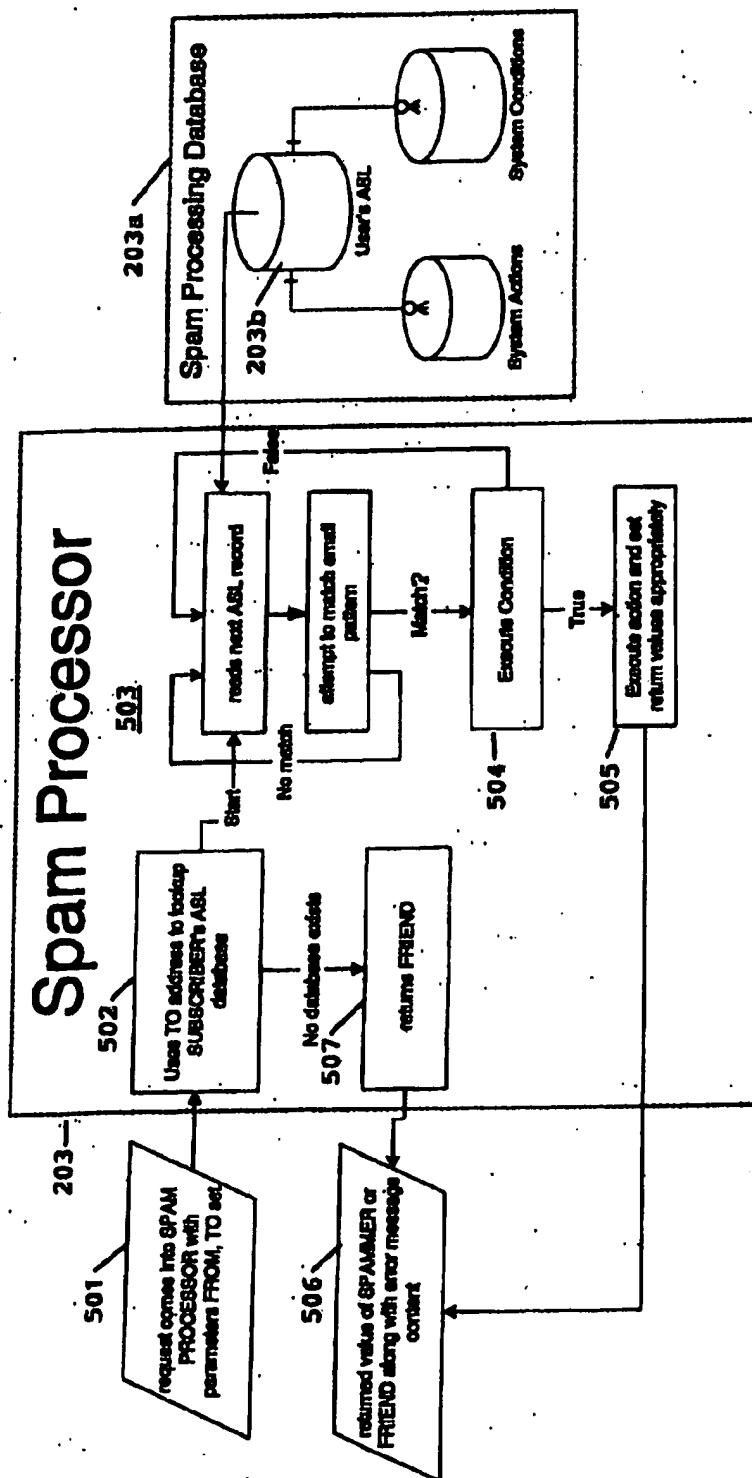 Spam Processor
203
501
request comes into SPAM
PROCESSOR with
parameters FROM, TO set
502
Uses TO address to lookup
SUBSCRIBER's ASL
database
No database exists
507
returns FRIEND
506
returned value of SPAMMER or
FRIEND along with error message
content
503
Start
reads next ASL record
False
No match
attempt to match email
pattern
Match?
504
Execute Condition
True
505
Execute action and set
return values appropriately
203a
Spam Processing Database
203b
User's ASL
System Actions
System Conditions